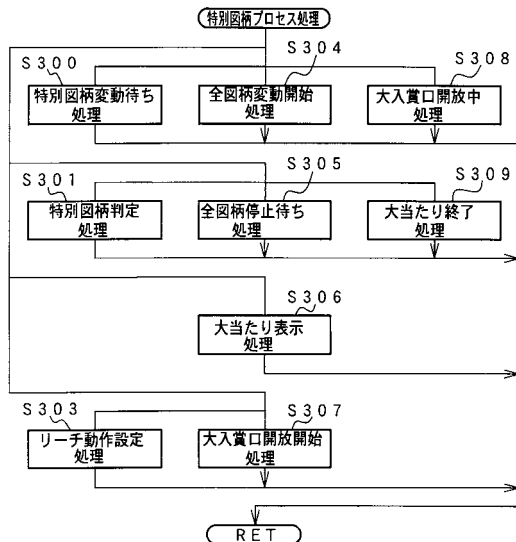 特別図柄プロセス処理
S300
特別図柄変動待ち
処理
S304
全図柄変動開始
処理
S308
大入賞口開放中
処理
S301
特別図柄判定
処理
S305
全図柄停止待ち
処理
S309
大当たり終了
処理
S306
大当たり表示
処理
S303
リーチ動作設定
処理
S307
大入賞口開放開始
処理
RET